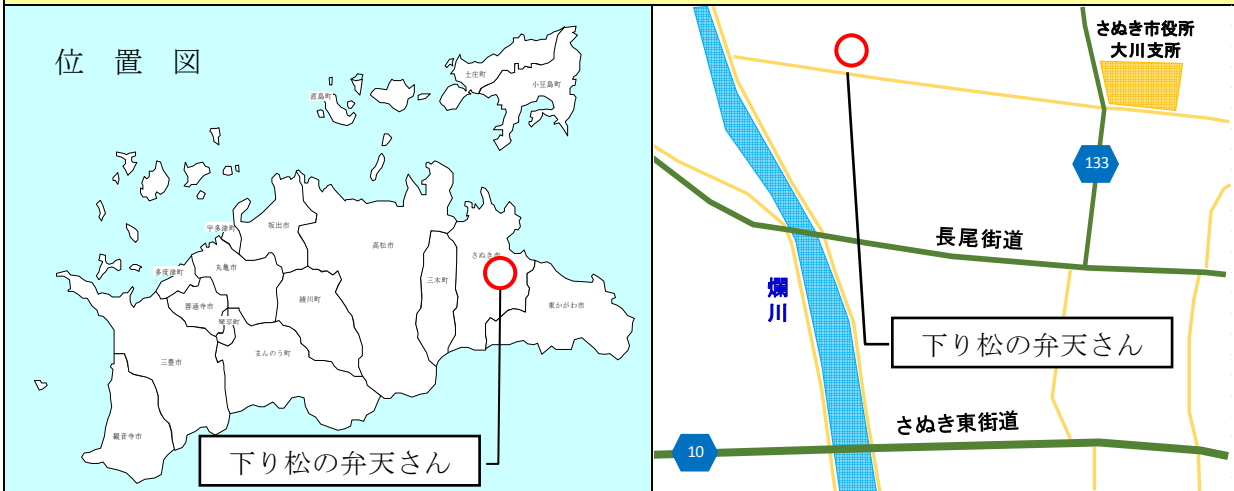 位置図
土庄町
小豆島町
直島町
宇多津町
坂出市
高松市
さぬき市
多度津町
丸亀市
三木町
善通寺市
綾川町
東かがわ市
琴平町
まんのう町
三豊市
観音寺市
下り松の弁天さん
さぬき市役所
大川支所
133
長尾街道
爛川
下り松の弁天さん
さぬき東街道
10